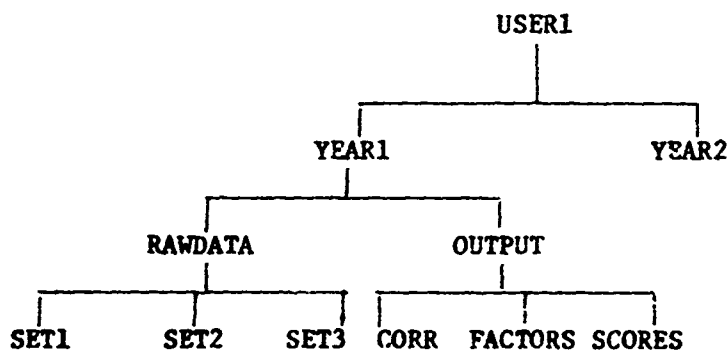 USER1
YEAR1 YEAR2
RAWDATA OUTPUT
SET1 SET2 SET3 CORR FACTORS SCORES